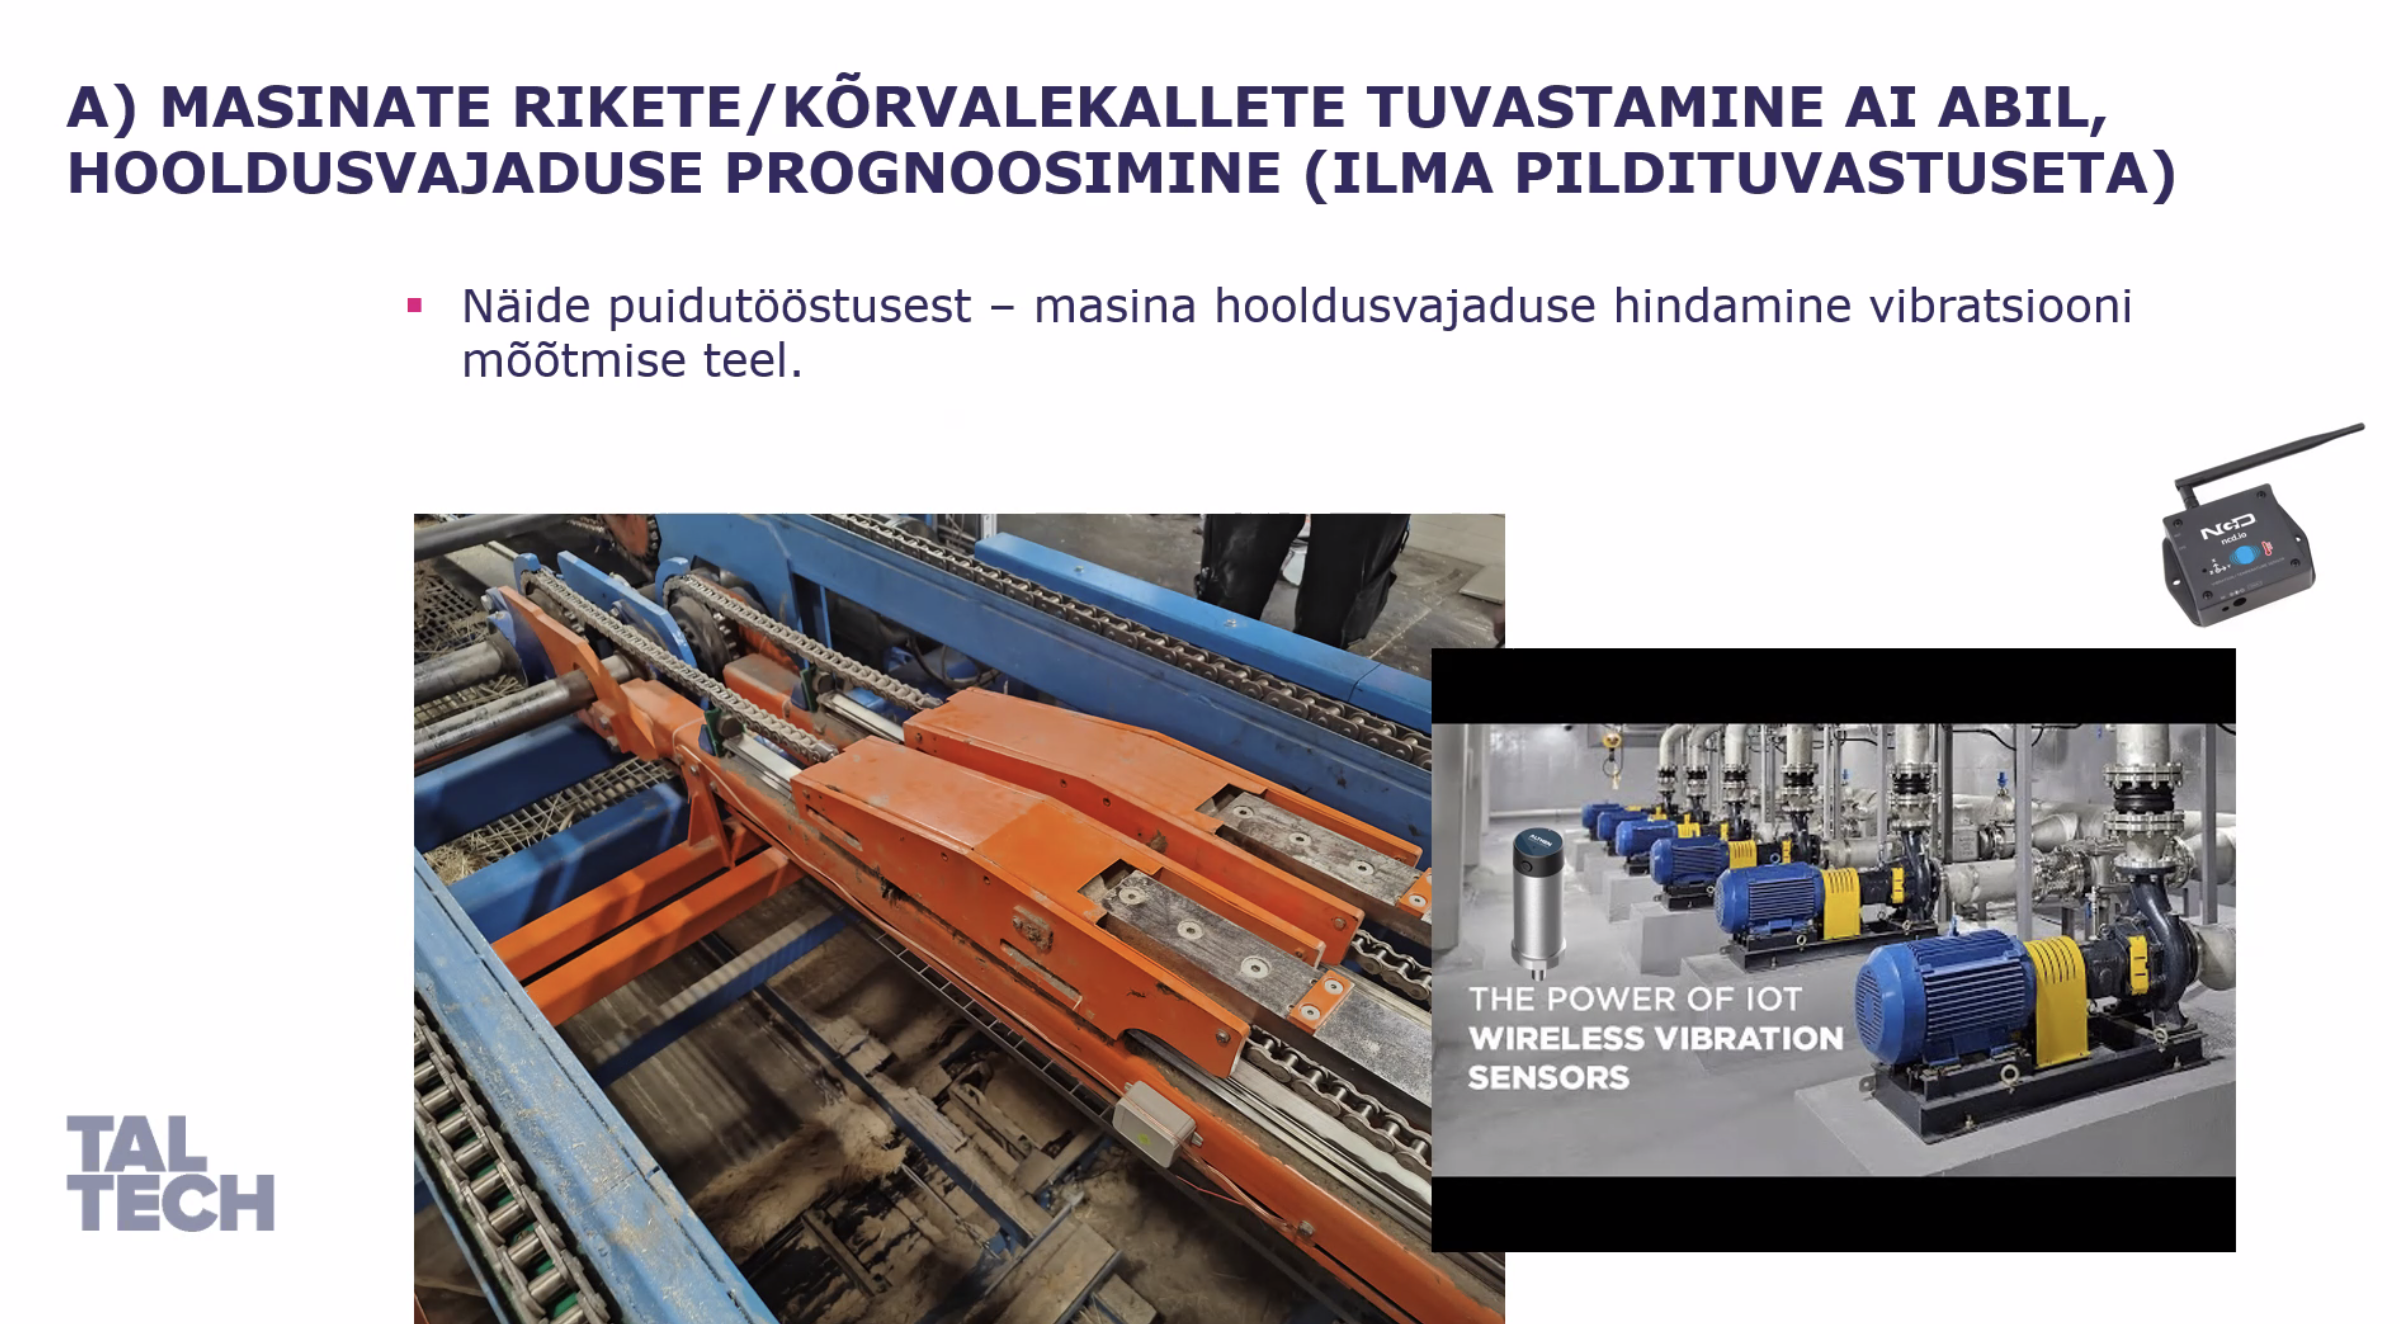 A) MASINATE RIKETE/KÕRVALEKALLETE TUVASTAMINE AI ABIL,
HOOLDUSVAJADUSE PROGNOOSIMINE (ILMA PILDITUVASTUSETA)
Näide puidutööstusest – masina hooldusvajaduse hindamine vibratsiooni
mõõtmise teel.
NCD
ncd.io
ALTHEN
THE POWER OF IOT
WIRELESS VIBRATION
SENSORS
TAL
TECH